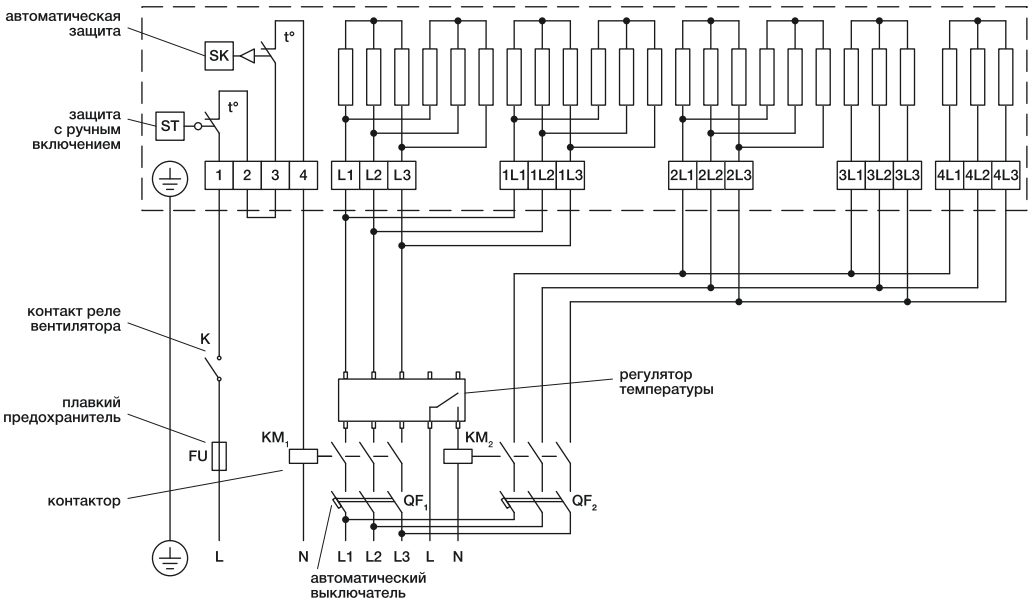 автоматическая
защита
SK
t°
защита
с ручным
включением
ST
t°
1 2 3 4
L1 L2 L3
1L1 1L2 1L3
2L1 2L2 2L3
3L1 3L2 3L3
4L1 4L2 4L3
контакт реле
вентилятора
K
регулятор
температуры
плавкий
предохранитель
FU
KM1
KM2
контактор
QF1
QF2
L
N
L1 L2 L3 L N
автоматический
выключатель